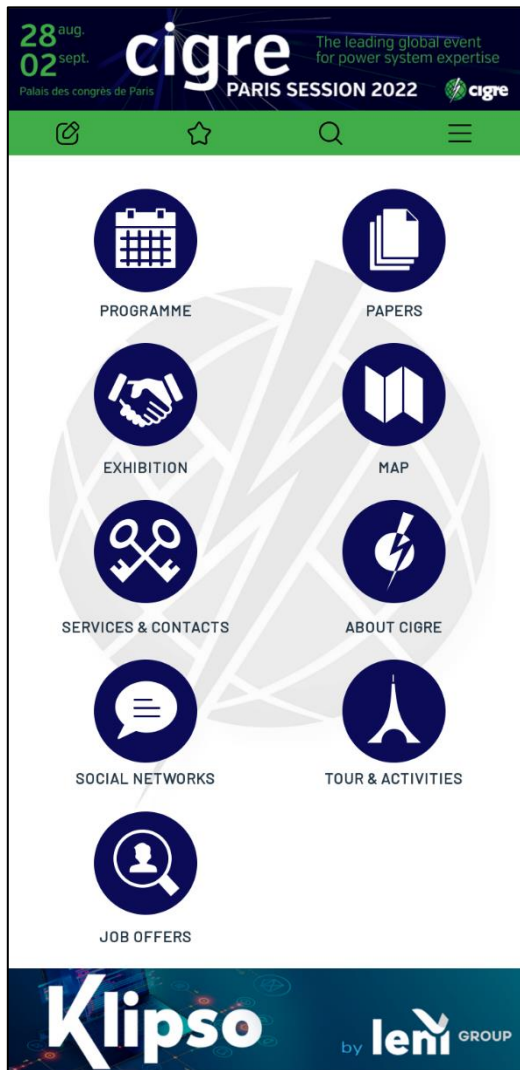 28 aug.
02 sept.
Palais des congrès de Paris
cigre
PARIS SESSION 2022
The leading global event
for power system expertise
cigre
PROGRAMME
PAPERS
EXHIBITION
MAP
SERVICES & CONTACTS
ABOUT CIGRE
SOCIAL NETWORKS
TOUR & ACTIVITIES
JOB OFFERS
Klipso
by leni GROUP